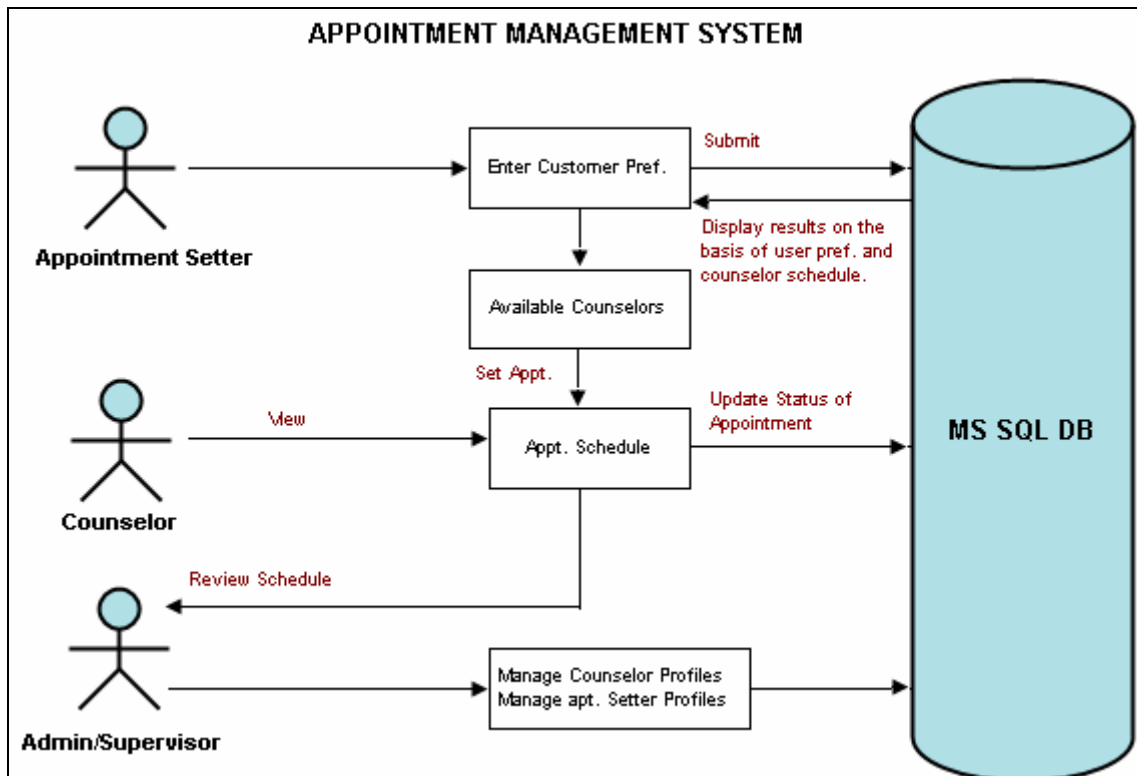 APPOINTMENT MANAGEMENT SYSTEM
Enter Customer Pref.
Submit
Appointment Setter
Display results on the
basis of user pref. and
counselor schedule.
Available Counselors
Set Appt.
View
Update Status of
Appointment
Appt. Schedule
MS SQL DB
Counselor
Review Schedule
Manage Counselor Profiles
Manage apt. Setter Profiles
Admin/Supervisor